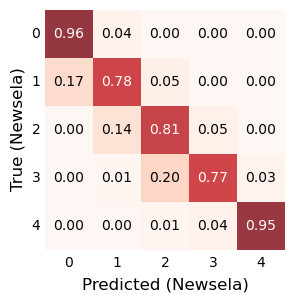 0 0.96 0.04 0.00 0.00 0.00
1 0.17 0.78 0.05 0.00 0.00
2 0.00 0.14 0.81 0.05 0.00
3 0.00 0.01 0.20 0.77 0.03
4 0.00 0.00 0.01 0.04 0.95
0 1 2 3 4
True (Newsela)
Predicted (Newsela)